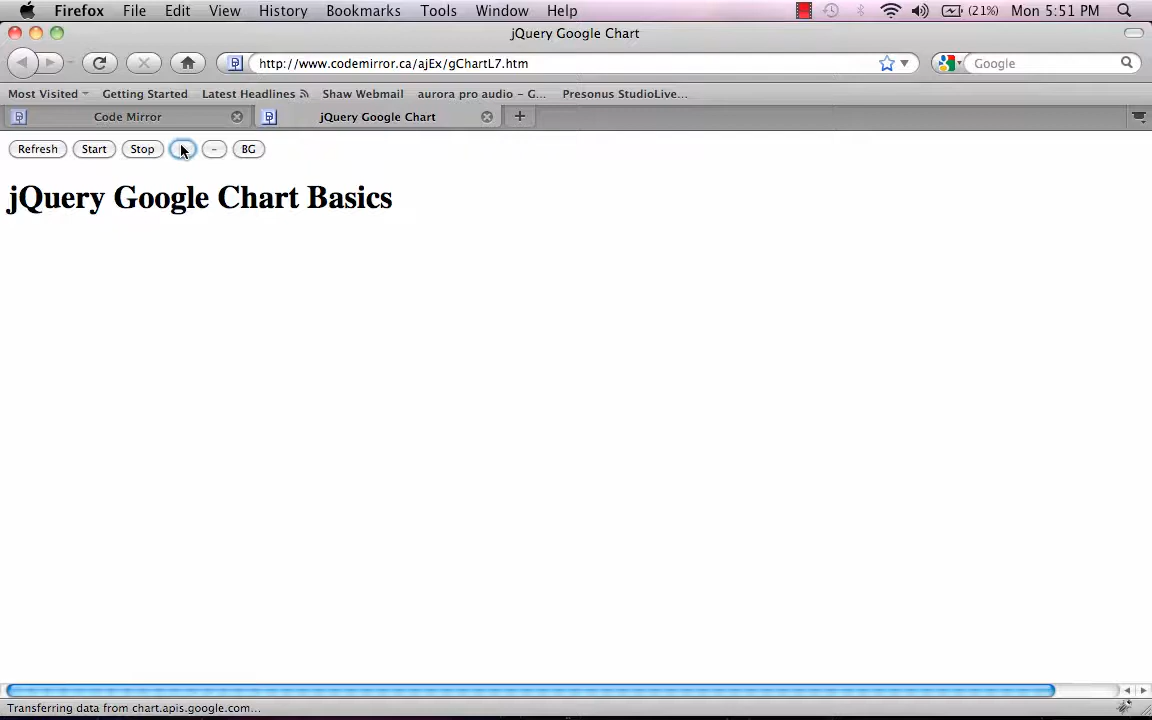 Firefox File Edit View History Bookmarks Tools Window Help (21%) Mon 5:51 PM
jQuery Google Chart
http://www.codemirror.ca/ajEx/gChartL7.htm Google
Most Visited Getting Started Latest Headlines Shaw Webmail aurora pro audio – G... Presonus StudioLive...
Code Mirror jQuery Google Chart +
Refresh Start Stop - BG
jQuery Google Chart Basics
Transferring data from chart.apis.google.com...